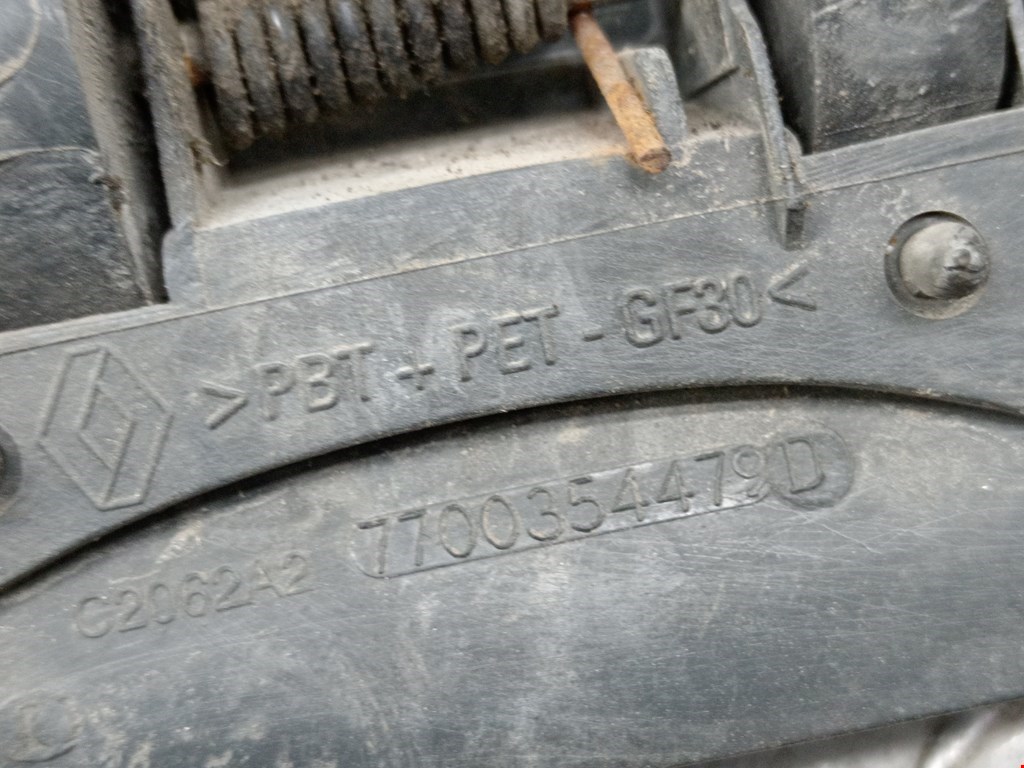 >PBT + PET - GF30<
7700354479D
C2062A2